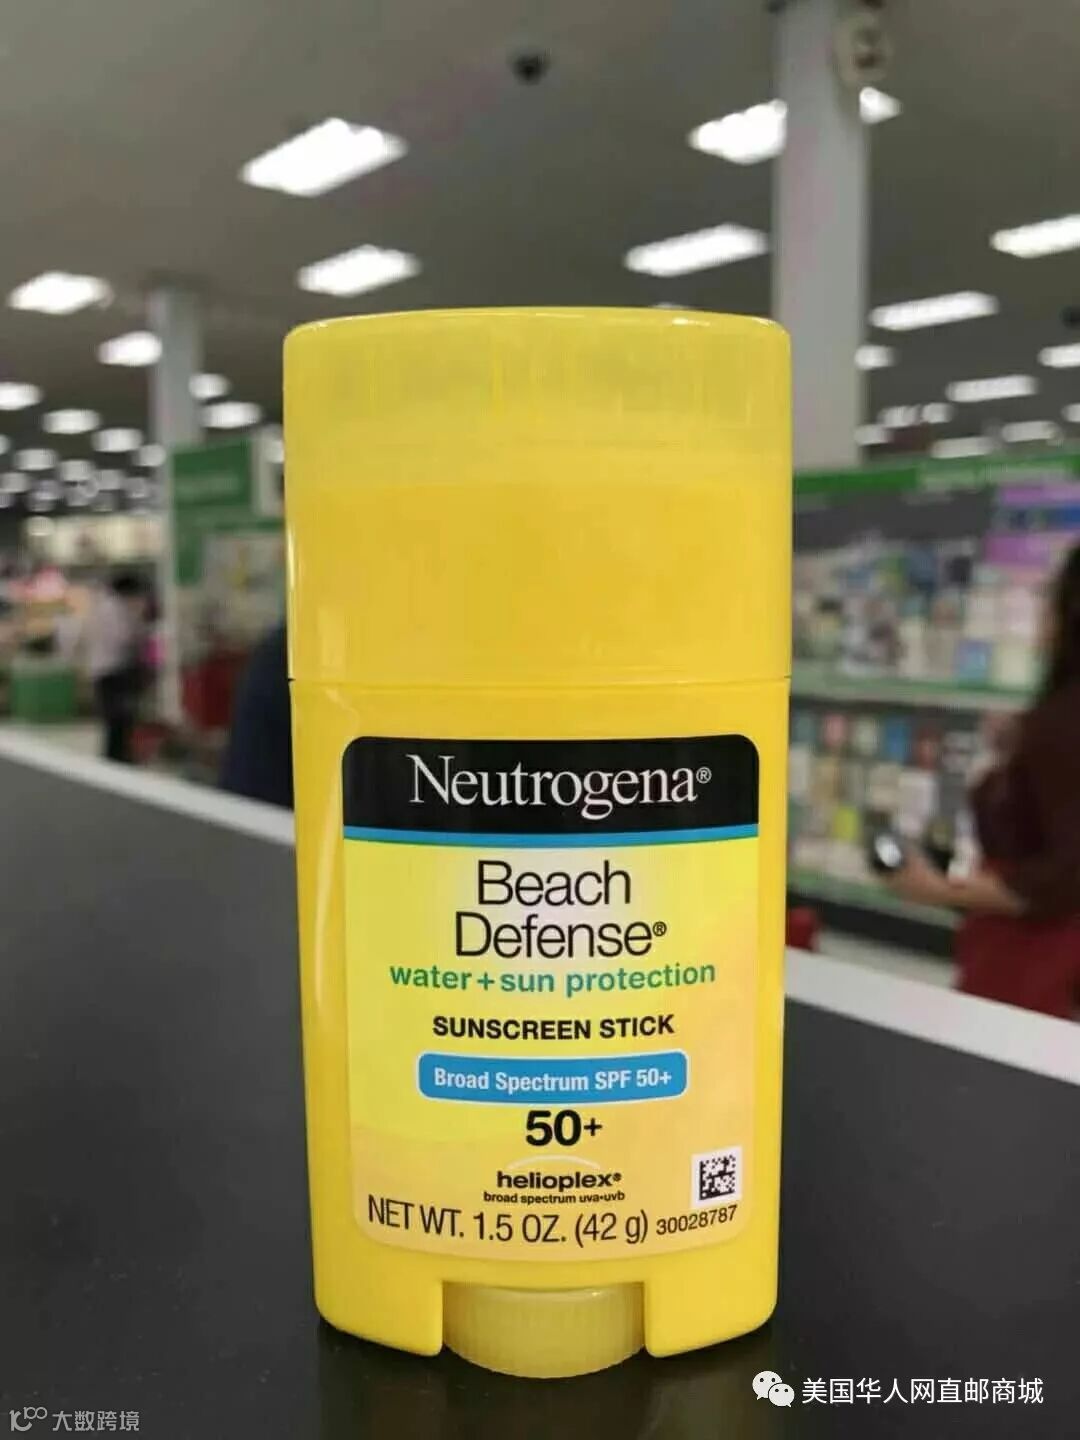 Neutrogena®
Beach
Defense®
water + sun protection
SUNSCREEN STICK
Broad Spectrum SPF 50+
50+
helioplex®
broad spectrum uva•uvb
NET WT. 1.5 OZ. (42 g) 30028787
美国华人网直邮商城
大数跨境